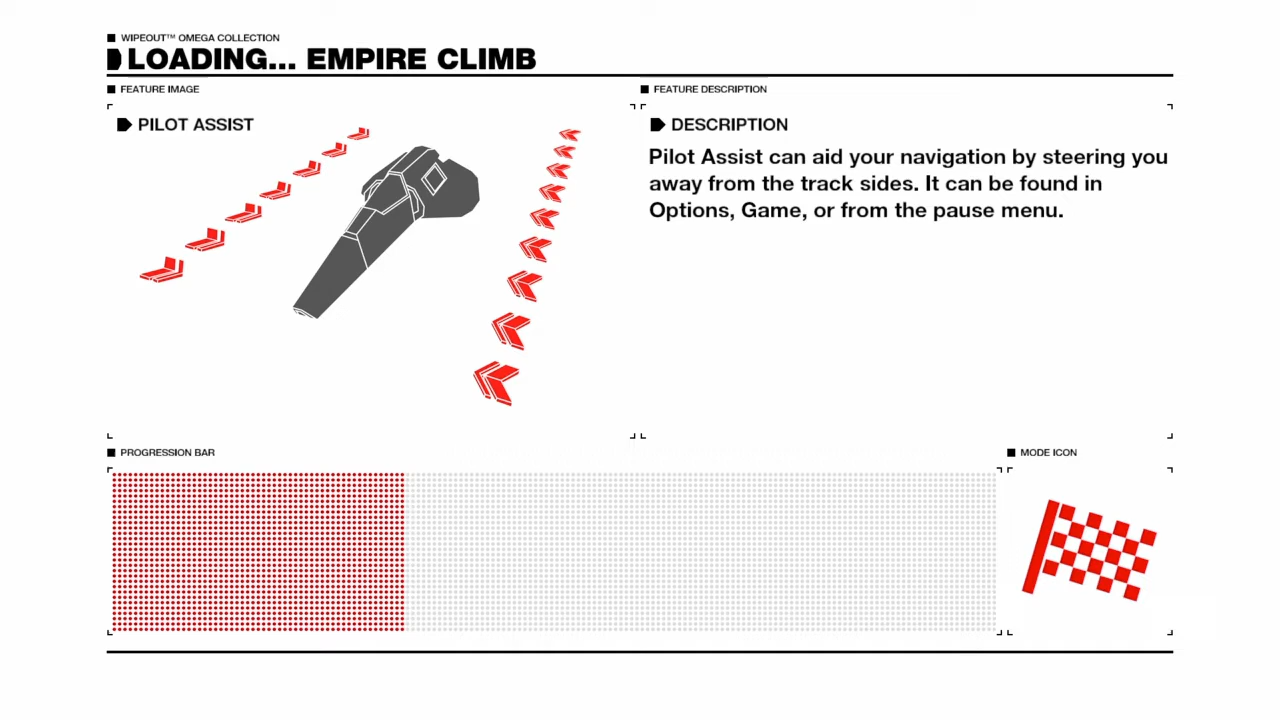 WIPEOUT™ OMEGA COLLECTION
LOADING... EMPIRE CLIMB
FEATURE IMAGE
PILOT ASSIST
FEATURE DESCRIPTION
DESCRIPTION
Pilot Assist can aid your navigation by steering you
away from the track sides. It can be found in
Options, Game, or from the pause menu.
PROGRESSION BAR
MODE ICON